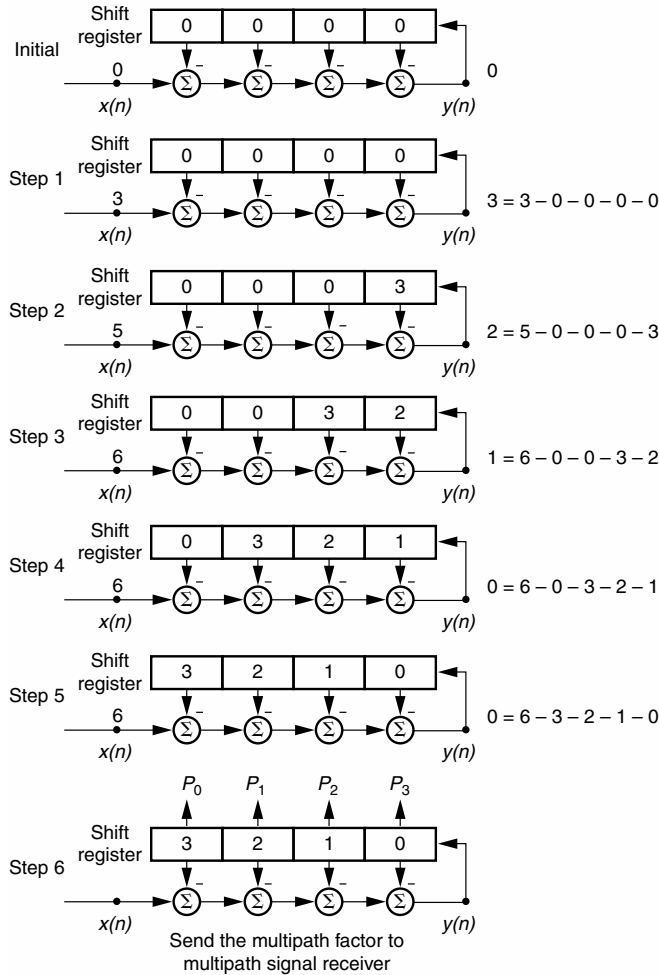 Shift register 0 0 0 0
Initial
0
Σ – Σ – Σ – Σ –
x(n) y(n)
0
Shift register 0 0 0 0
Step 1
3
Σ – Σ – Σ – Σ –
x(n) y(n)
3 = 3 – 0 – 0 – 0 – 0
Shift register 0 0 0 3
Step 2
5
Σ – Σ – Σ – Σ –
x(n) y(n)
2 = 5 – 0 – 0 – 0 – 3
Shift register 0 0 3 2
Step 3
6
Σ – Σ – Σ – Σ –
x(n) y(n)
1 = 6 – 0 – 0 – 3 – 2
Shift register 0 3 2 1
Step 4
6
Σ – Σ – Σ – Σ –
x(n) y(n)
0 = 6 – 0 – 3 – 2 – 1
Shift register 3 2 1 0
Step 5
6
Σ – Σ – Σ – Σ –
x(n) y(n)
0 = 6 – 3 – 2 – 1 – 0
P0 P1 P2 P3
Shift register 3 2 1 0
Step 6
Σ – Σ – Σ – Σ –
x(n) y(n)
Send the multipath factor to
multipath signal receiver